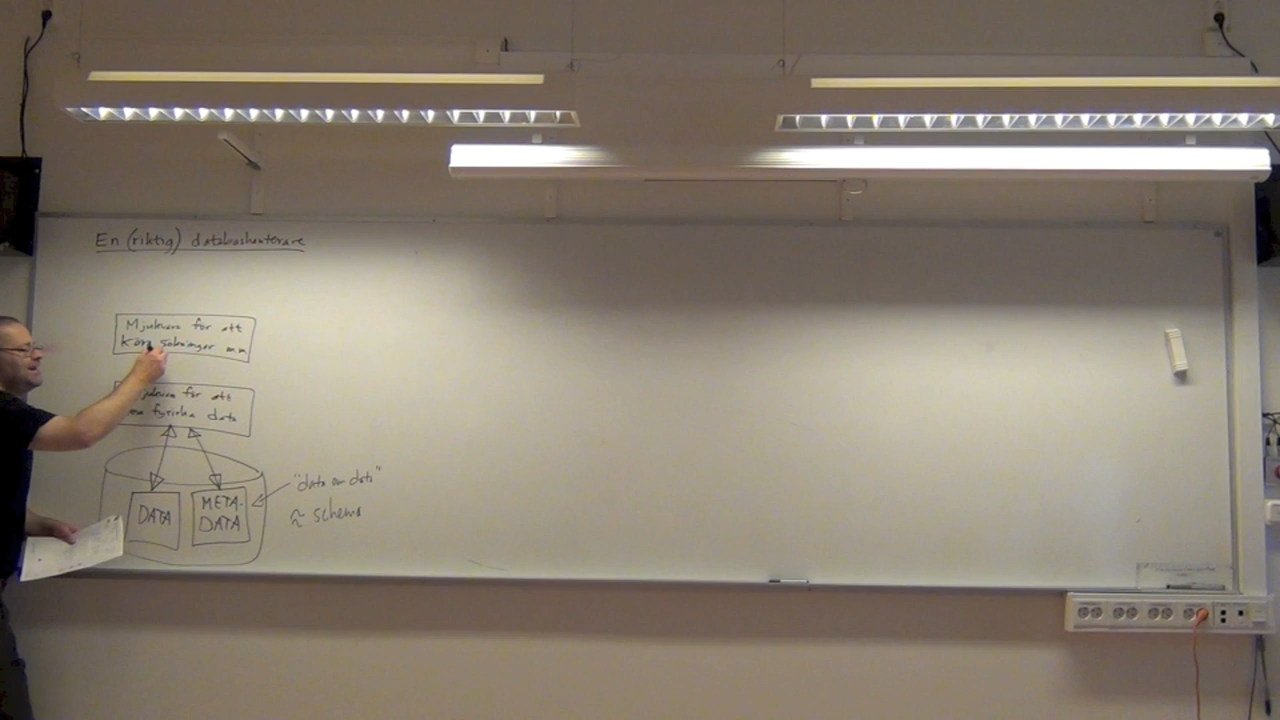 En (riktig) databashanterare
Mjukvara för att
köra sökningar mm
för att
fysiska data
DATA
META-
DATA
"data om data"
≈ schema